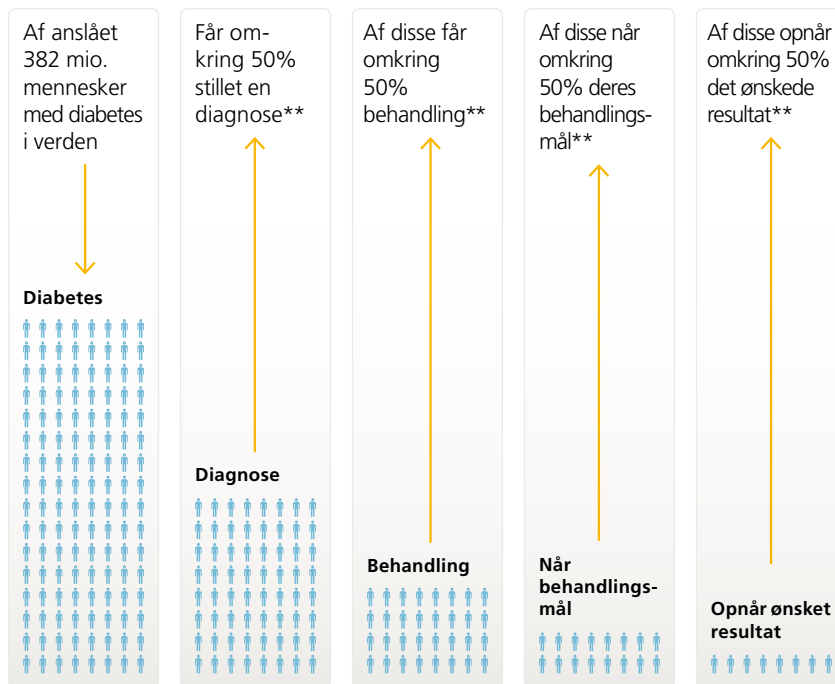 Af anslået
382 mio.
mennesker
med diabetes
i verden
Diabetes
Får om-
kring 50%
stillet en
diagnose**
Diagnose
Af disse får
omkring
50%
behandling**
Behandling
Af disse når
omkring
50% deres
behandlings-
mål**
Når
behandlings-
mål
Af disse opnår
omkring 50%
det ønskede
resultat**
Opnår ønsket
resultat